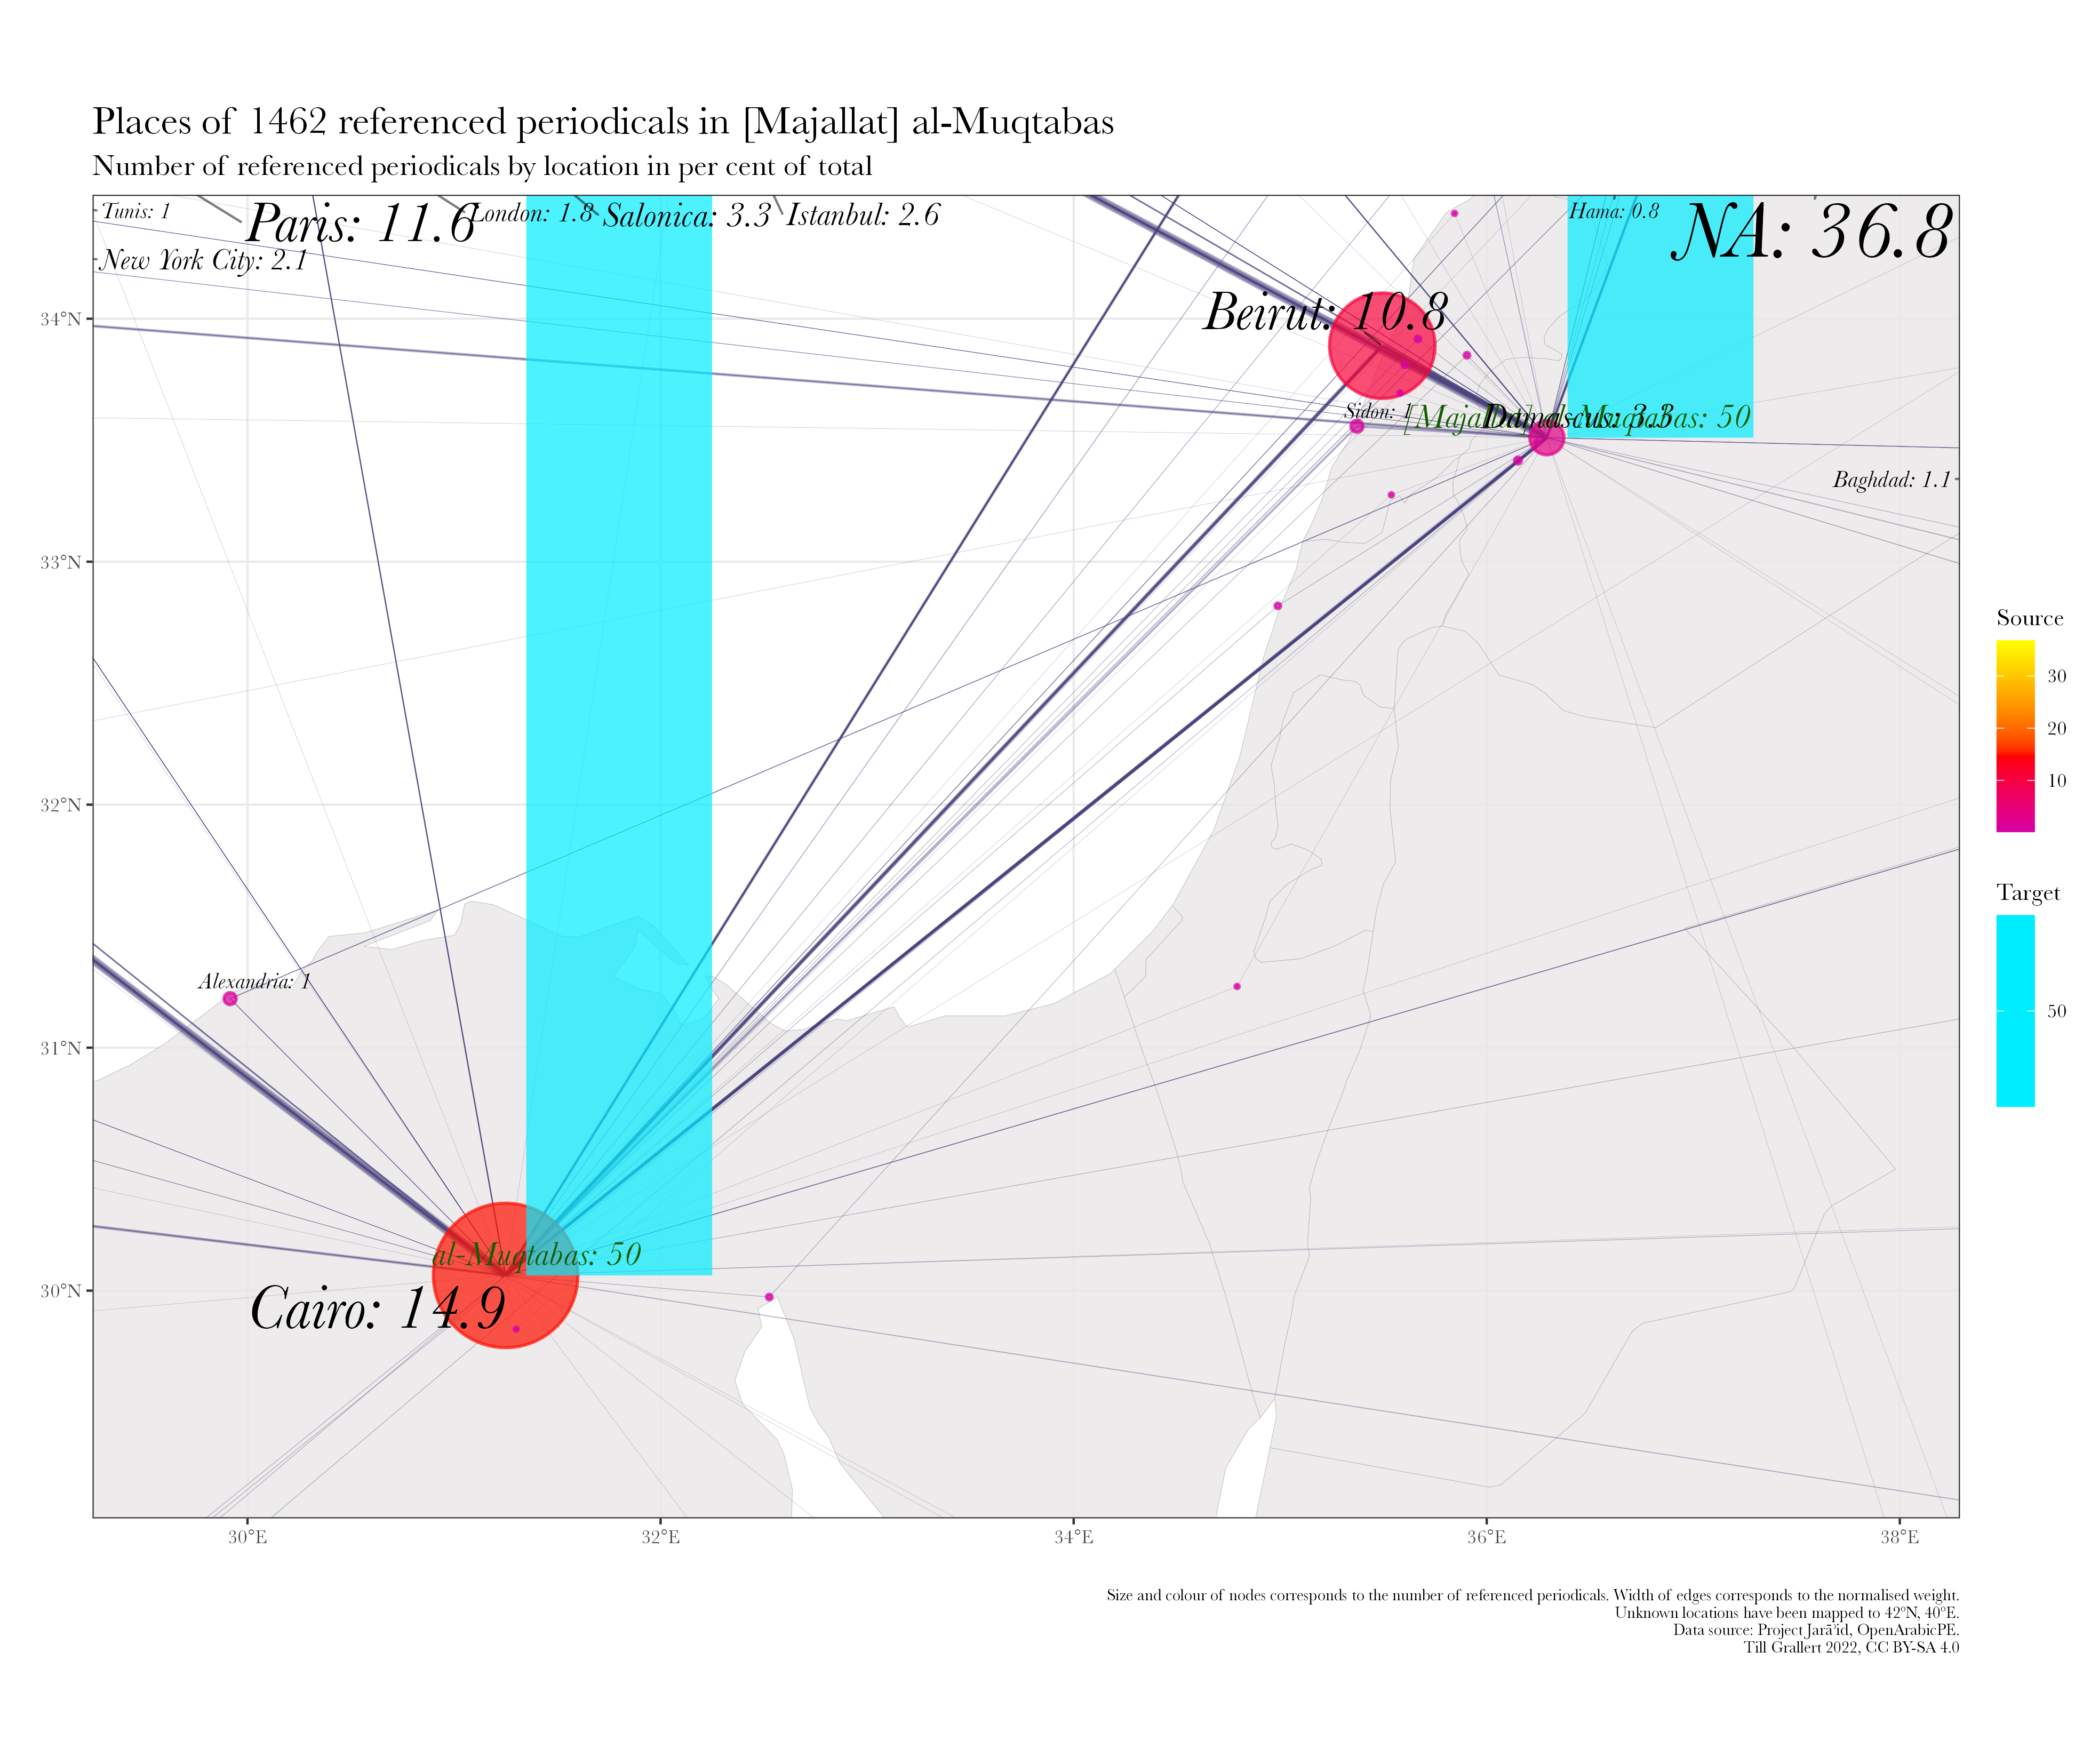 Places of 1462 referenced periodicals in [Majallat] al-Muqtabas
Number of referenced periodicals by location in per cent of total
Tunis: 1
Paris: 11.6
London: 1.8
Salonica: 3.3
Istanbul: 2.6
Hama: 0.8
NA: 36.8
New York City: 2.1
Beirut: 10.8
34°N
Sidon: 1
[Majallat] al-Muqtabas: 50
Damascus: 3.3
Baghdad: 1.1
33°N
Source
30
20
10
32°N
Target
50
Alexandria: 1
31°N
al-Muqtabas: 50
30°N
Cairo: 14.9
30°E
32°E
34°E
36°E
38°E
Size and colour of nodes corresponds to the number of referenced periodicals. Width of edges corresponds to the normalised weight.
Unknown locations have been mapped to 42°N, 40°E.
Data source: Project Jarāʾid, OpenArabicPE.
Till Grallert 2022, CC BY-SA 4.0